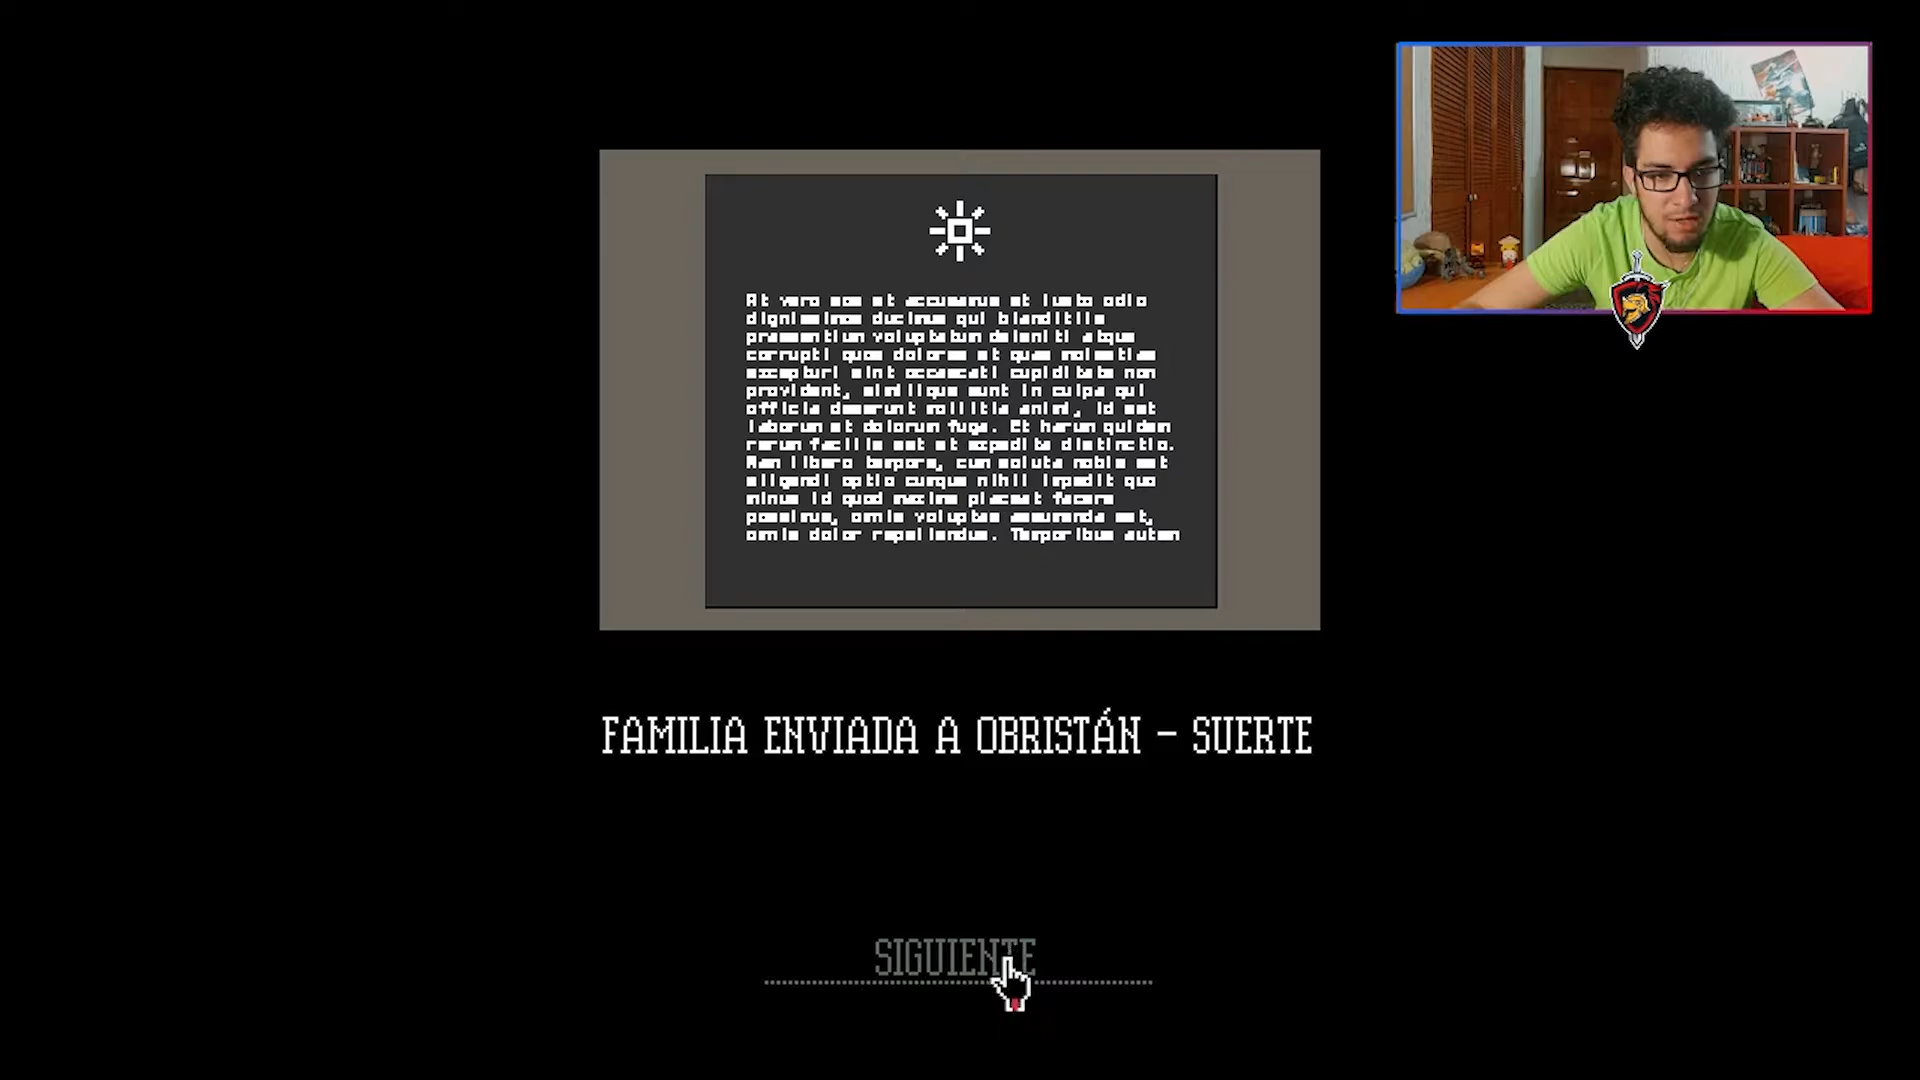 At vero eos et accusamus et iusto odio
dignissimos ducimus qui blanditiis
praesentium voluptatum deleniti atque
corrupti quos dolores et quas molestias
excepturi sint occaecati cupiditate non
provident, similique sunt in culpa qui
officia deserunt mollitia animi, id est
laborum et dolorum fuga. Et harum quidem
rerum facilis est et expedita distinctio.
Nam libero tempore, cum soluta nobis est
eligendi optio cumque nihil impedit quo
minus id quod maxime placeat facere
possimus, omnis voluptas assumenda est,
omnis dolor repellendus. Temporibus autem
FAMILIA ENVIADA A OBRISTÁN - SUERTE
SIGUIENTE